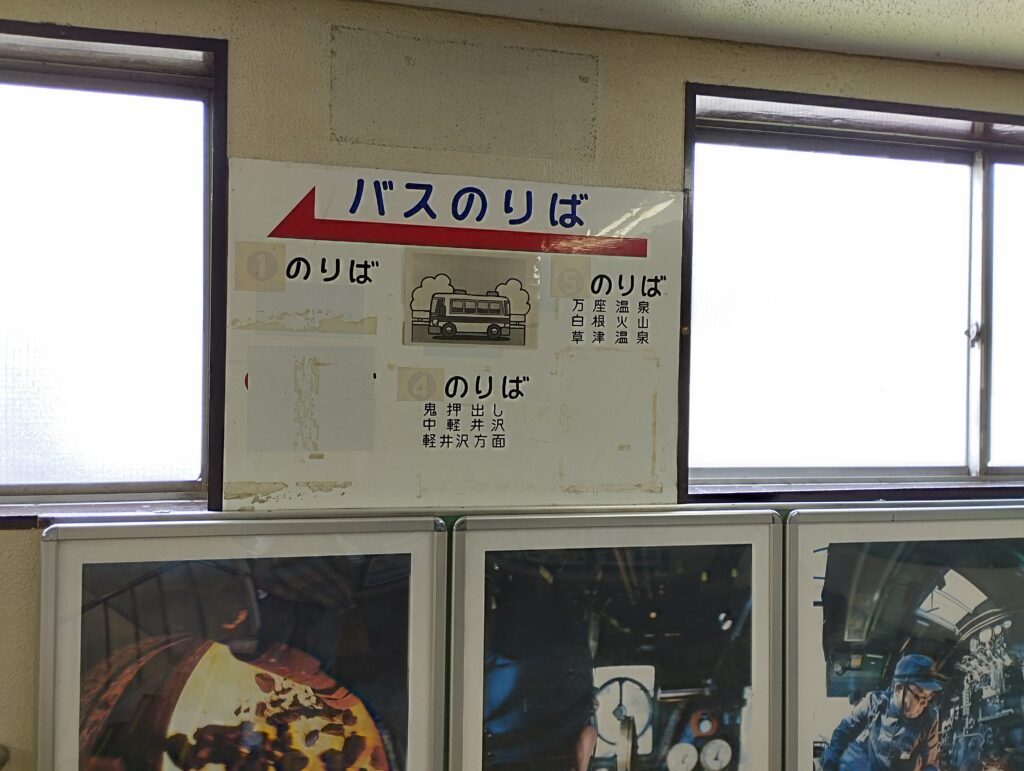 バスのりば
①のりば
⑤のりば
万座温泉
白根火山
草津温泉
④のりば
鬼押出し
中軽井沢
軽井沢方面